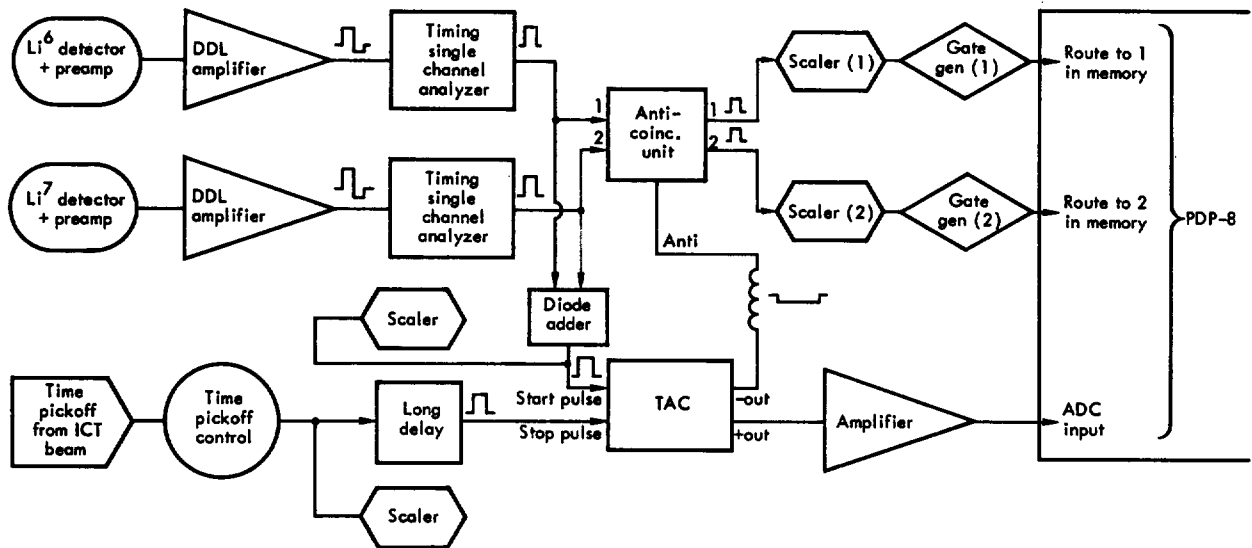 Li⁶ detector
+ preamp
DDL
amplifier
Timing
single
channel
analyzer
1
2
Anti-
coinc.
unit
1
2
Scaler (1)
Gate
gen (1)
Route to 1
in memory
Li⁷ detector
+ preamp
DDL
amplifier
Timing
single
channel
analyzer
Anti
Scaler (2)
Gate
gen (2)
Route to 2
in memory
PDP-8
Scaler
Diode
adder
Time
pickoff
from ICT
beam
Time
pickoff
control
Long
delay
Start pulse
Stop pulse
TAC
-out
+out
Amplifier
ADC
input
Scaler